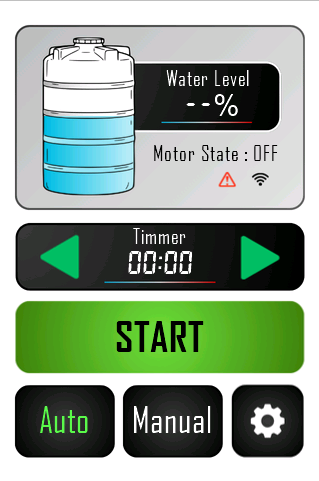 Water Level
--%
Motor State : OFF
Timmer
00:00
START
Auto
Manual